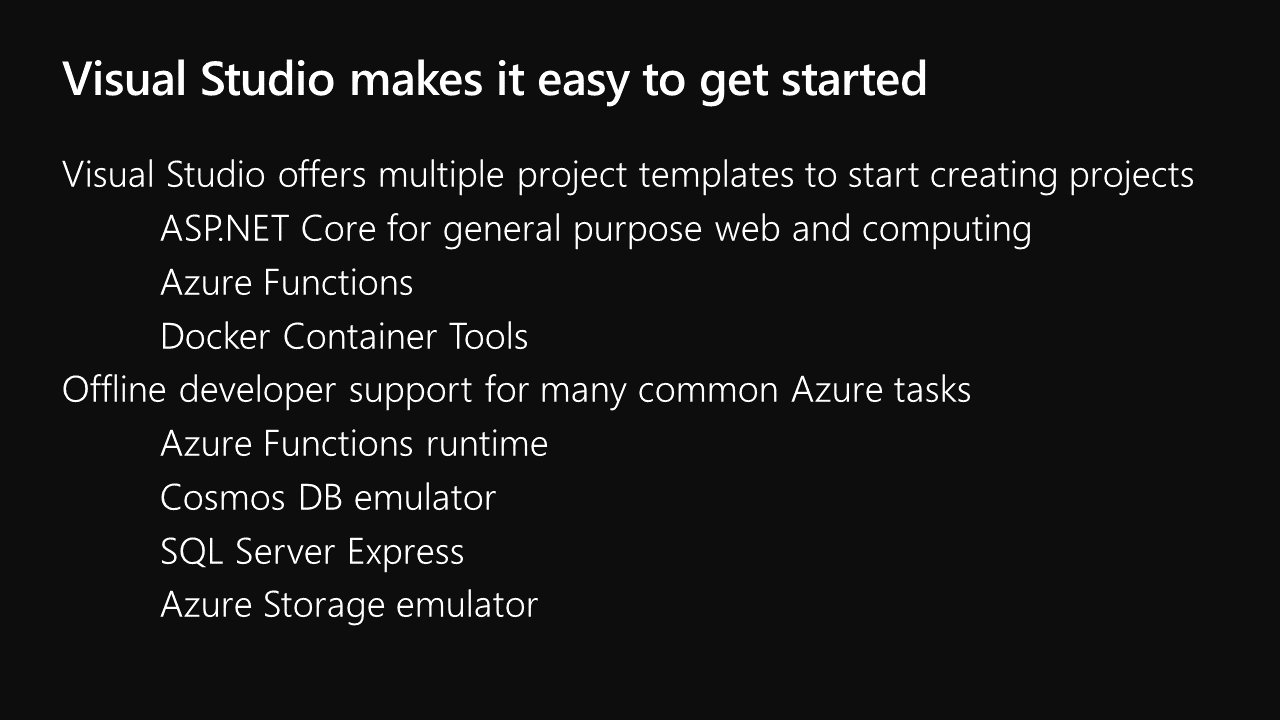 Visual Studio makes it easy to get started
Visual Studio offers multiple project templates to start creating projects
ASP.NET Core for general purpose web and computing
Azure Functions
Docker Container Tools
Offline developer support for many common Azure tasks
Azure Functions runtime
Cosmos DB emulator
SQL Server Express
Azure Storage emulator